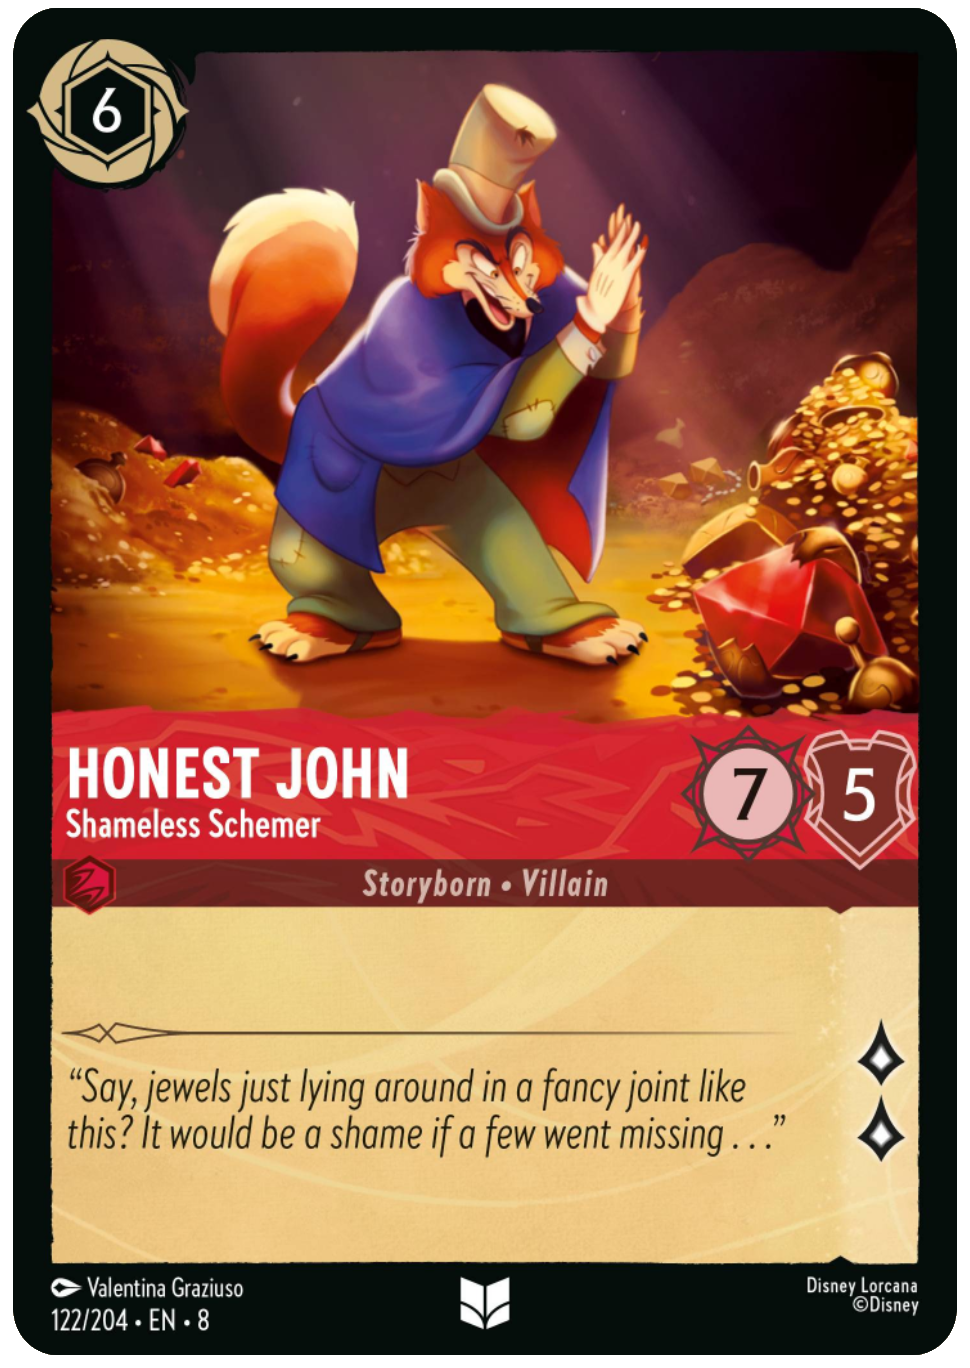 6
HONEST JOHN
Shameless Schemer
7
5
Storyborn • Villain
“Say, jewels just lying around in a fancy joint like
this? It would be a shame if a few went missing . . .”
Valentina Graziuso
122/204 • EN • 8
Disney Lorcana
©Disney